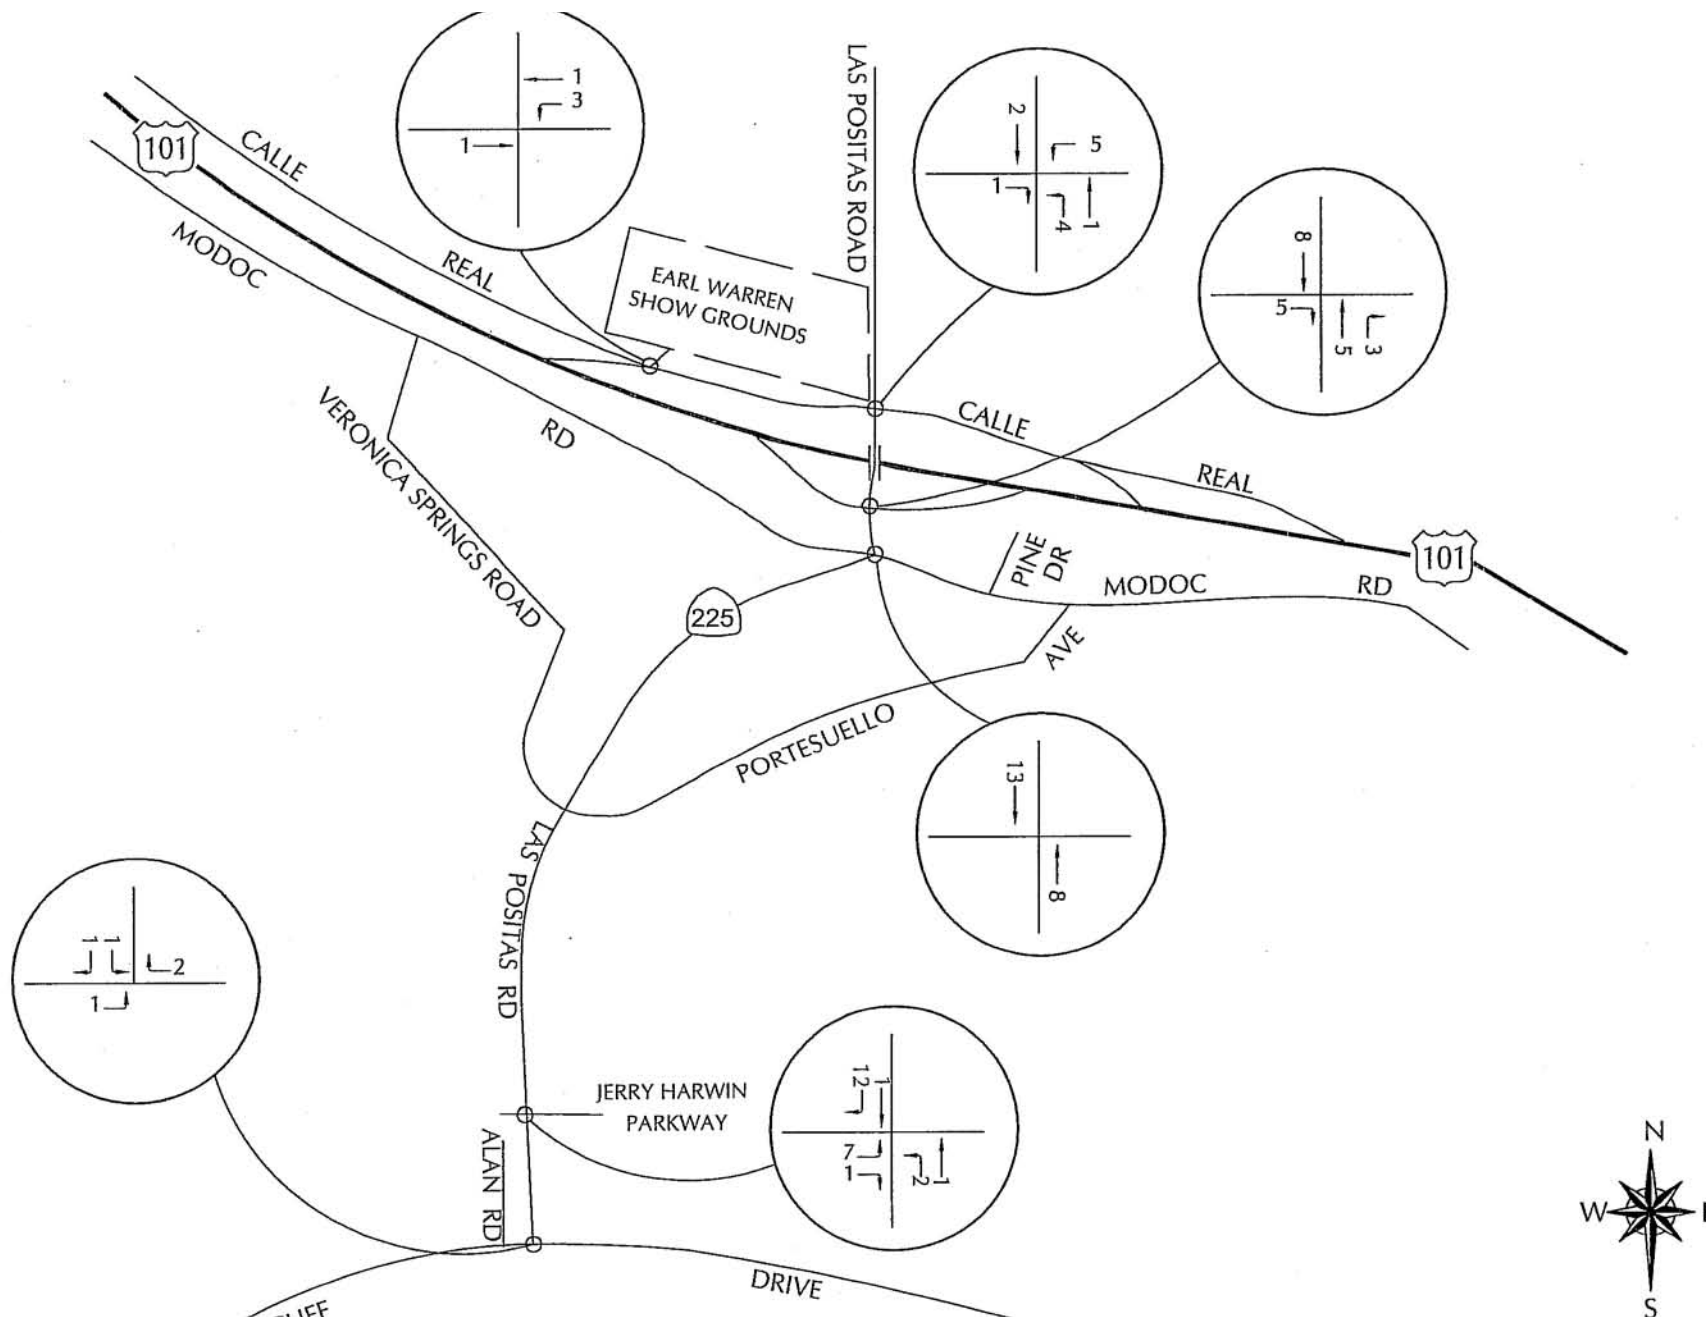 1
3
1
LAS POSITAS ROAD
2
5
1
4
1
8
5
5
3
101
CALLE
MODOC
REAL
EARL WARREN
SHOW GROUNDS
VERONICA SPRINGS ROAD
RD
CALLE
REAL
101
PINE
DR
MODOC
RD
225
AVE
PORTESUELLO
13
8
LAS POSITAS RD
1 1
2
1
JERRY HARWIN
PARKWAY
ALAN RD
12 1
7
1
2
1
DRIVE
N
W
S